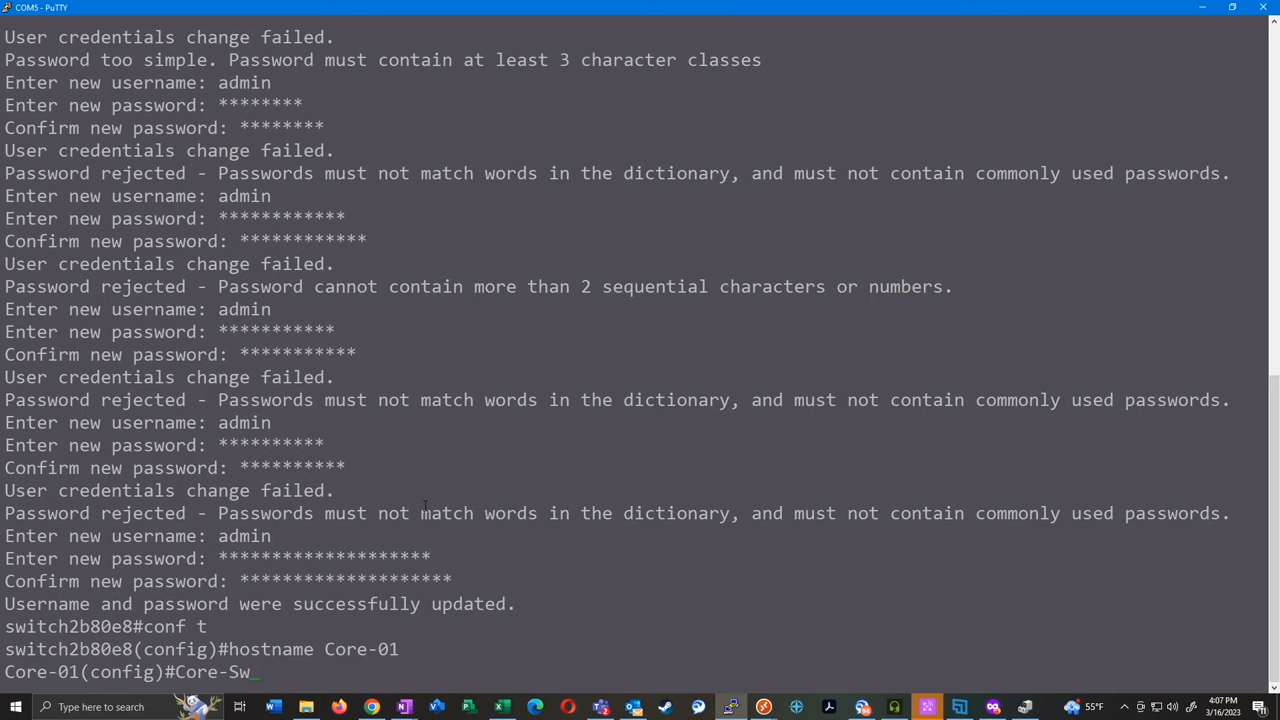 COM5 - PuTTY
User credentials change failed.
Password too simple. Password must contain at least 3 character classes
Enter new username: admin
Enter new password: ********
Confirm new password: ********
User credentials change failed.
Password rejected - Passwords must not match words in the dictionary, and must not contain commonly used passwords.
Enter new username: admin
Enter new password: ************
Confirm new password: ************
User credentials change failed.
Password rejected - Password cannot contain more than 2 sequential characters or numbers.
Enter new username: admin
Enter new password: ***********
Confirm new password: ***********
User credentials change failed.
Password rejected - Passwords must not match words in the dictionary, and must not contain commonly used passwords.
Enter new username: admin
Enter new password: **********
Confirm new password: **********
User credentials change failed.
Password rejected - Passwords must not match words in the dictionary, and must not contain commonly used passwords.
Enter new username: admin
Enter new password: ********************
Confirm new password: ********************
Username and password were successfully updated.
switch2b80e8#conf t
switch2b80e8(config)#hostname Core-01
Core-01(config)#Core-Sw_
Type here to search
55°F
4:07 PM
3/16/2023